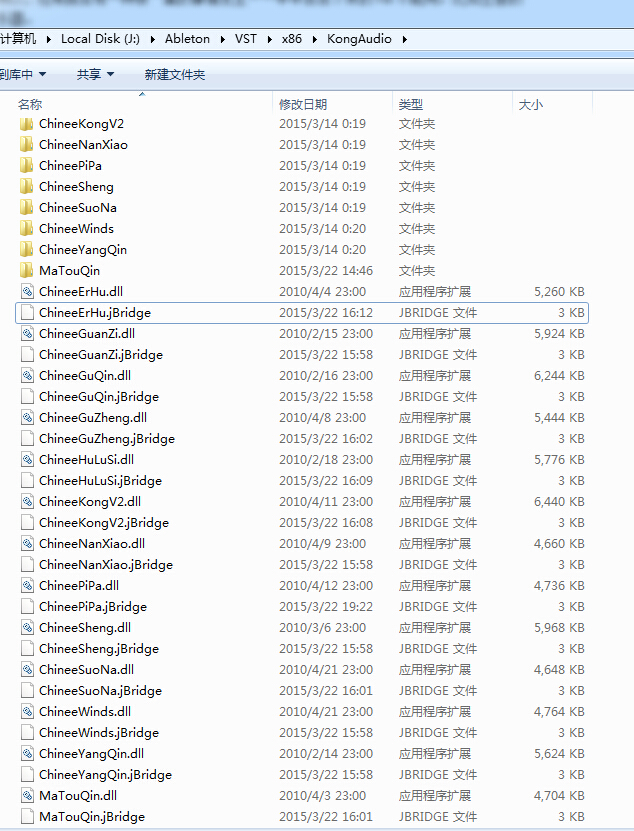 计算机 Local Disk (J:) Ableton VST x86 KongAudio
到库中 共享 新建文件夹
名称 修改日期 类型 大小
ChineeKongV2 2015/3/14 0:19 文件夹
ChineeNanXiao 2015/3/14 0:19 文件夹
ChineePiPa 2015/3/14 0:19 文件夹
ChineeSheng 2015/3/14 0:19 文件夹
ChineeSuoNa 2015/3/14 0:19 文件夹
ChineeWinds 2015/3/14 0:20 文件夹
ChineeYangQin 2015/3/14 0:20 文件夹
MaTouQin 2015/3/22 14:46 文件夹
ChineeErHu.dll 2010/4/4 23:00 应用程序扩展 5,260 KB
ChineeErHu.jBridge 2015/3/22 16:12 JBRIDGE 文件 3 KB
ChineeGuanZi.dll 2010/2/15 23:00 应用程序扩展 5,924 KB
ChineeGuanZi.jBridge 2015/3/22 15:58 JBRIDGE 文件 3 KB
ChineeGuQin.dll 2010/2/16 23:00 应用程序扩展 6,244 KB
ChineeGuQin.jBridge 2015/3/22 15:58 JBRIDGE 文件 3 KB
ChineeGuZheng.dll 2010/4/8 23:00 应用程序扩展 5,444 KB
ChineeGuZheng.jBridge 2015/3/22 16:02 JBRIDGE 文件 3 KB
ChineeHuLuSi.dll 2010/2/18 23:00 应用程序扩展 5,776 KB
ChineeHuLuSi.jBridge 2015/3/22 16:09 JBRIDGE 文件 3 KB
ChineeKongV2.dll 2010/4/11 23:00 应用程序扩展 6,440 KB
ChineeKongV2.jBridge 2015/3/22 16:08 JBRIDGE 文件 3 KB
ChineeNanXiao.dll 2010/4/9 23:00 应用程序扩展 4,660 KB
ChineeNanXiao.jBridge 2015/3/22 15:58 JBRIDGE 文件 3 KB
ChineePiPa.dll 2010/4/12 23:00 应用程序扩展 4,736 KB
ChineePiPa.jBridge 2015/3/22 19:22 JBRIDGE 文件 3 KB
ChineeSheng.dll 2010/3/6 23:00 应用程序扩展 5,968 KB
ChineeSheng.jBridge 2015/3/22 15:58 JBRIDGE 文件 3 KB
ChineeSuoNa.dll 2010/4/21 23:00 应用程序扩展 4,648 KB
ChineeSuoNa.jBridge 2015/3/22 16:01 JBRIDGE 文件 3 KB
ChineeWinds.dll 2010/4/21 23:00 应用程序扩展 4,764 KB
ChineeWinds.jBridge 2015/3/22 15:58 JBRIDGE 文件 3 KB
ChineeYangQin.dll 2010/2/14 23:00 应用程序扩展 5,624 KB
ChineeYangQin.jBridge 2015/3/22 15:58 JBRIDGE 文件 3 KB
MaTouQin.dll 2010/4/3 23:00 应用程序扩展 4,704 KB
MaTouQin.jBridge 2015/3/22 16:01 JBRIDGE 文件 3 KB